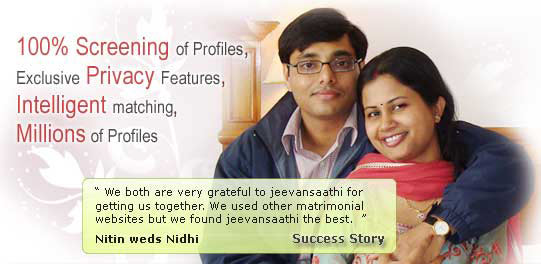 100% Screening of Profiles,
Exclusive Privacy Features,
Intelligent matching,
Millions of Profiles
“ We both are very grateful to jeevansaathi for
getting us together. We used other matrimonial
websites but we found jeevansaathi the best. ”
Nitin weds Nidhi Success Story